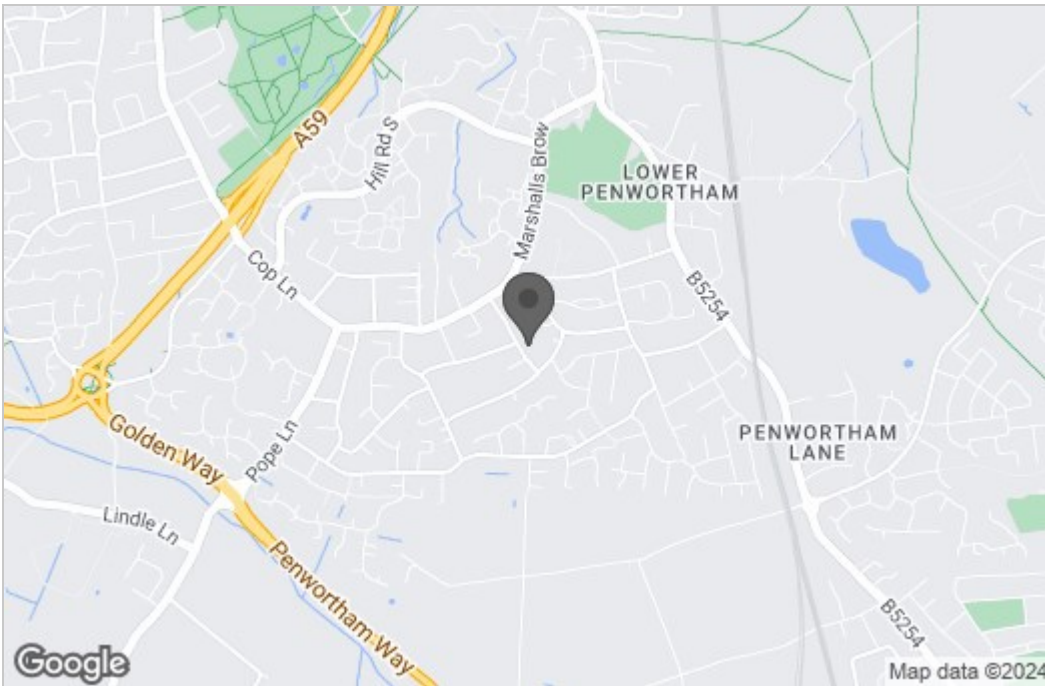 A59
Hill Rd S
Marshalls Brow
LOWER
PENWORTHAM
Cop Ln
B5254
Golden Way
Pope Ln
PENWORTHAM
LANE
Lindle Ln
Penwortham Way
B5254
Google
Map data ©2024